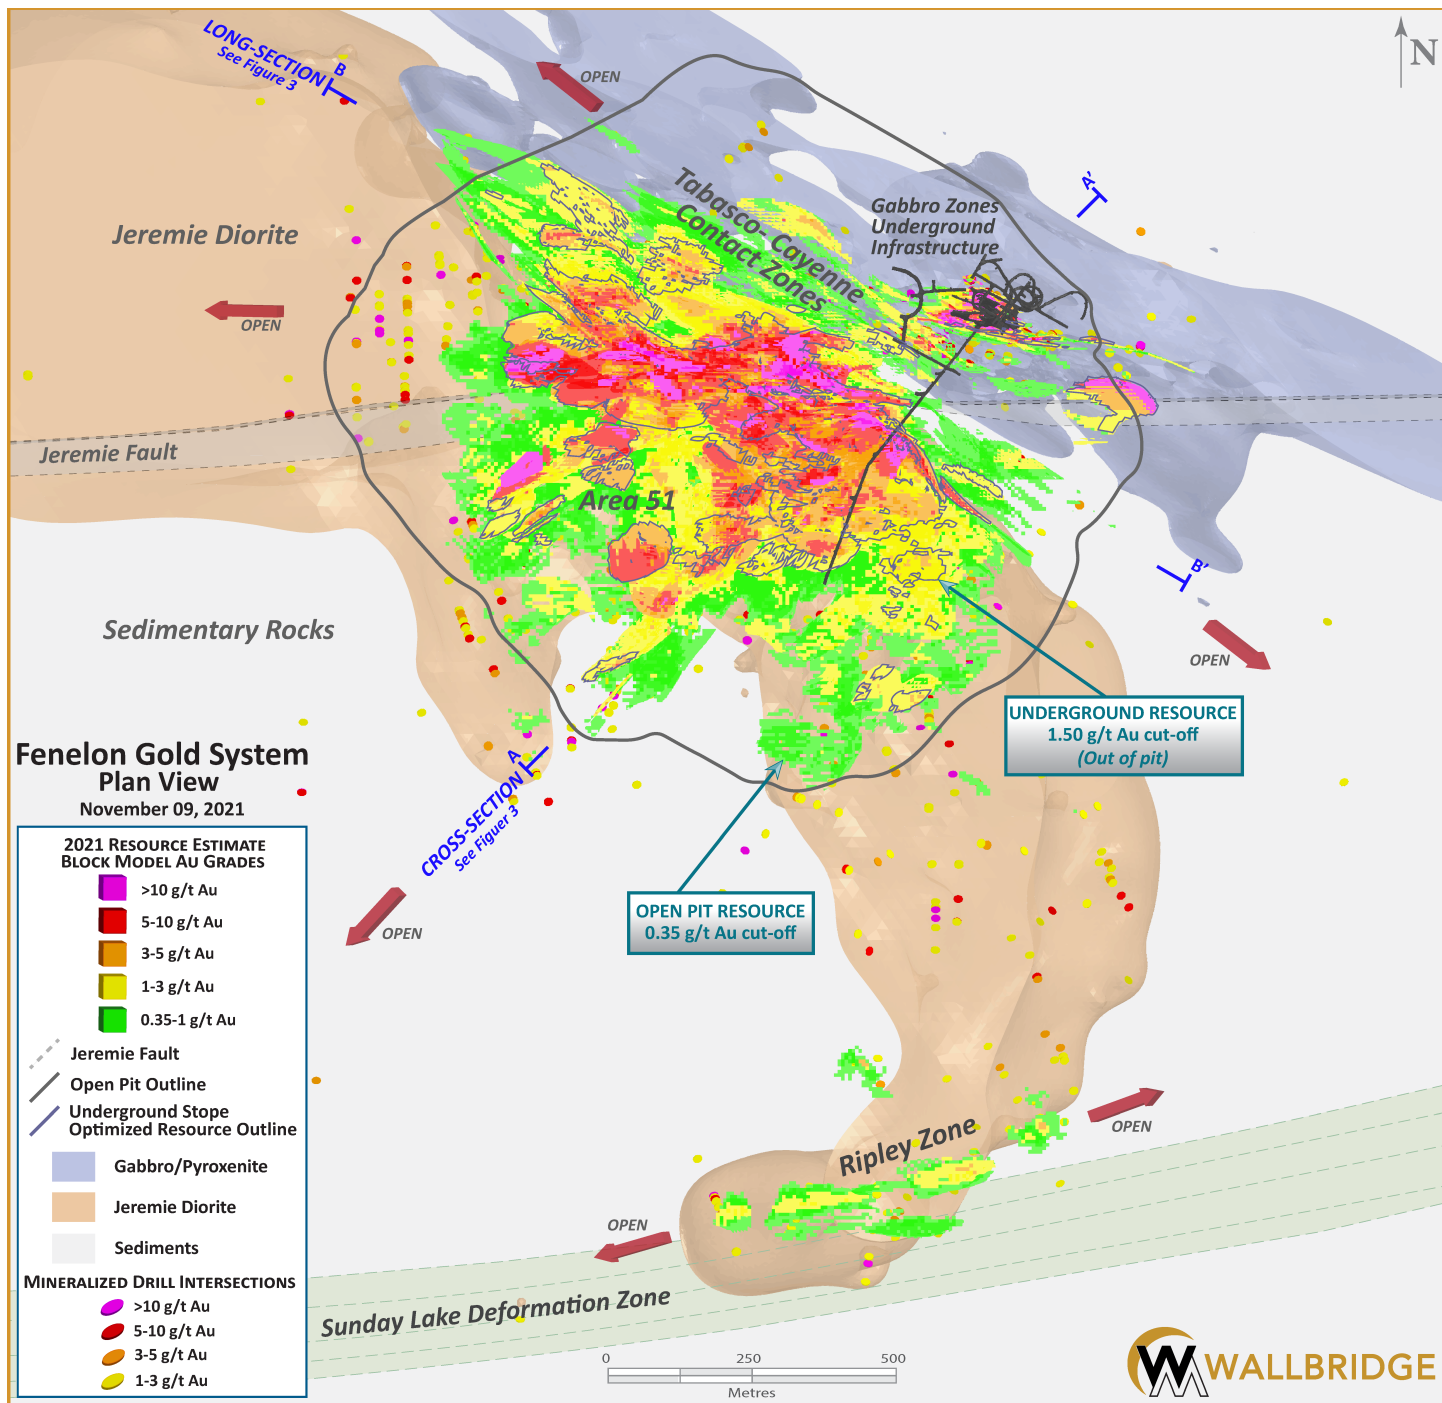 LONG-SECTION
See Figure 3
B
OPEN
N
A'
Tabasco- Cayenne
Contact Zones
Gabbro Zones
Underground
Infrastructure
Jeremie Diorite
OPEN
Jeremie Fault
Area 51
B'
Sedimentary Rocks
OPEN
UNDERGROUND RESOURCE
1.50 g/t Au cut-off
(Out of pit)
Fenelon Gold System
Plan View
November 09, 2021
A
CROSS-SECTION
See Figuer 3
OPEN PIT RESOURCE
0.35 g/t Au cut-off
OPEN
2021 Resource Estimate
Block Model Au Grades
>10 g/t Au
5-10 g/t Au
3-5 g/t Au
1-3 g/t Au
0.35-1 g/t Au
Jeremie Fault
Open Pit Outline
Underground Stope
Optimized Resource Outline
Gabbro/Pyroxenite
Jeremie Diorite
Sediments
Mineralized Drill Intersections
>10 g/t Au
5-10 g/t Au
3-5 g/t Au
1-3 g/t Au
Ripley Zone
OPEN
OPEN
Sunday Lake Deformation Zone
0 250 500
Metres
WALLBRIDGE